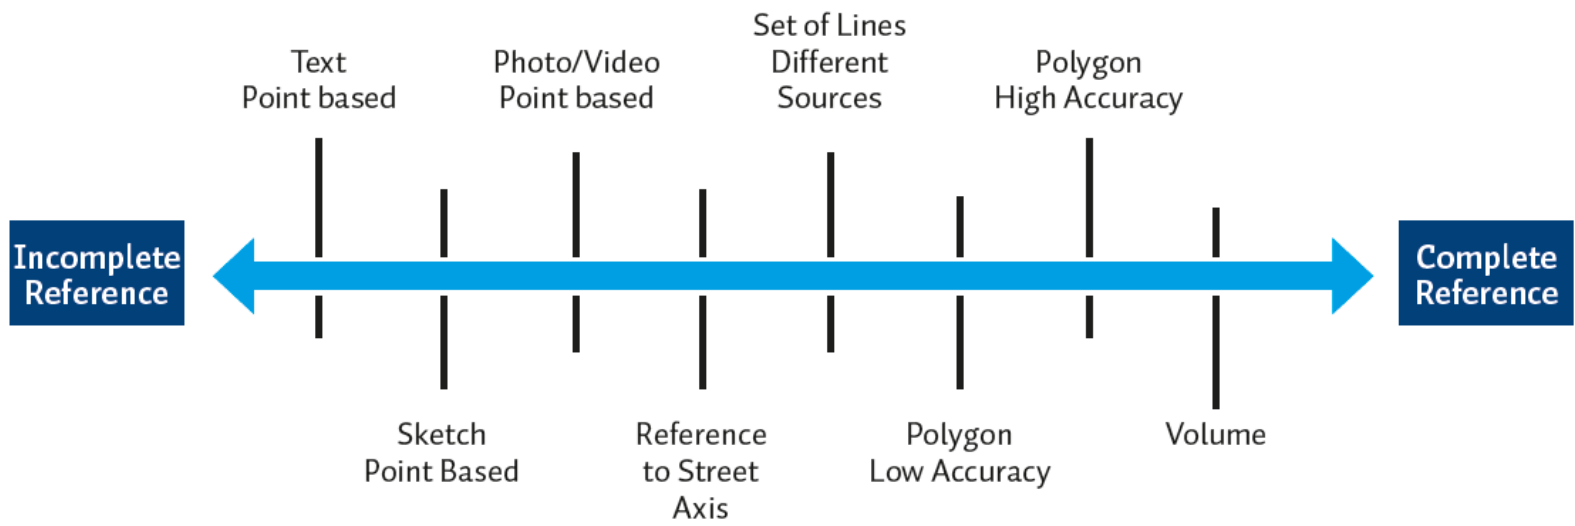 Text
Point based
Photo/Video
Point based
Set of Lines
Different
Sources
Polygon
High Accuracy
Incomplete
Reference
Complete
Reference
Sketch
Point Based
Reference
to Street
Axis
Polygon
Low Accuracy
Volume